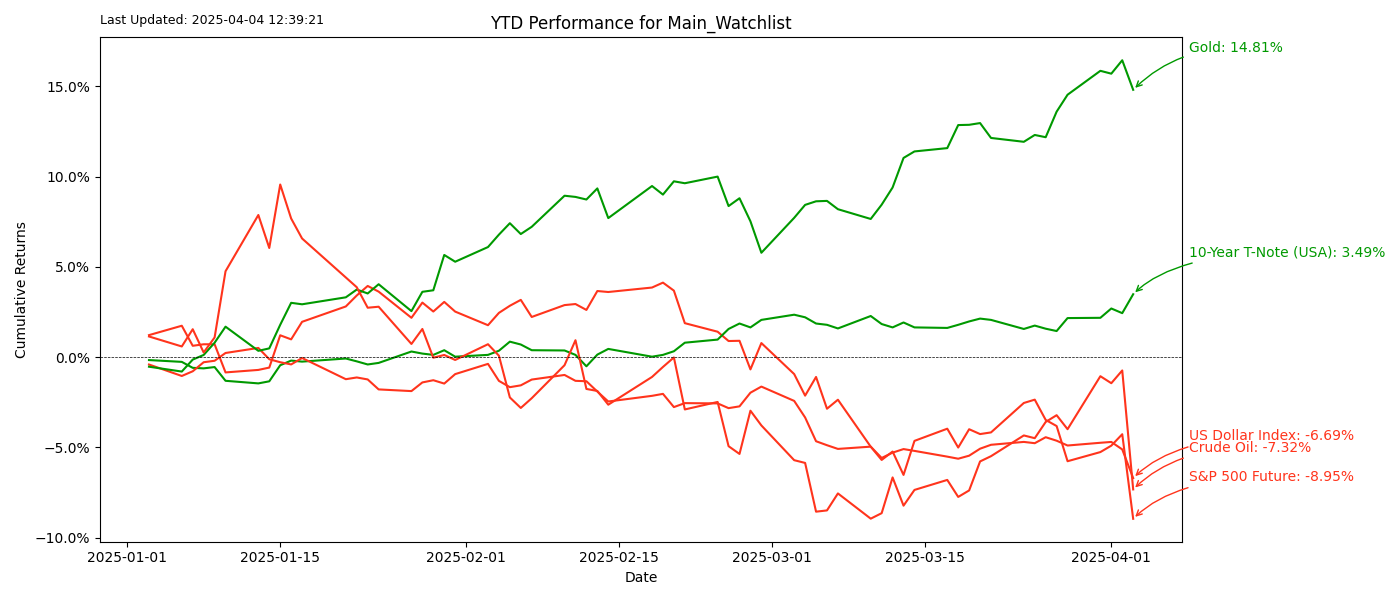 Last Updated: 2025-04-04 12:39:21
YTD Performance for Main_Watchlist
Cumulative Returns
15.0%
10.0%
5.0%
0.0%
−5.0%
−10.0%
Gold: 14.81%
10-Year T-Note (USA): 3.49%
US Dollar Index: -6.69%
Crude Oil: -7.32%
S&P 500 Future: -8.95%
2025-01-01
2025-01-15
2025-02-01
2025-02-15
2025-03-01
2025-03-15
2025-04-01
Date